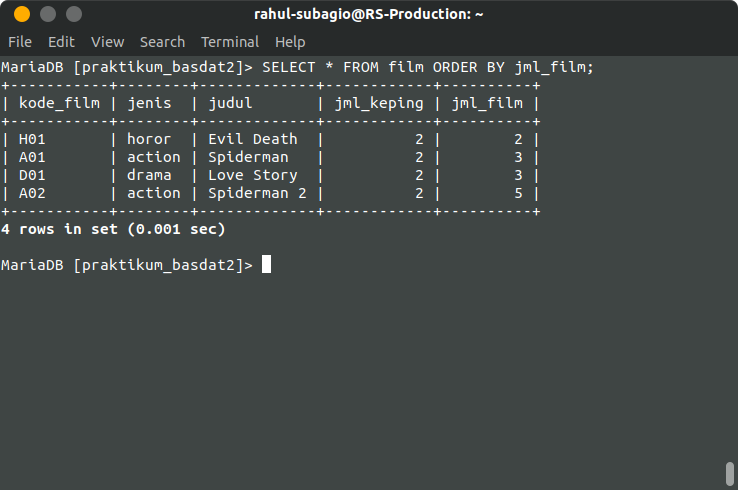 rahul-subagio@RS-Production: ~
File Edit View Search Terminal Help
MariaDB [praktikum_basdat2]> SELECT * FROM film ORDER BY jml_film;
+-----------+--------+-------------+------------+----------+
| kode_film | jenis  | judul       | jml_keping | jml_film |
+-----------+--------+-------------+------------+----------+
| H01       | horor  | Evil Death  |          2 |        2 |
| A01       | action | Spiderman   |          2 |        3 |
| D01       | drama  | Love Story  |          2 |        3 |
| A02       | action | Spiderman 2 |          2 |        5 |
+-----------+--------+-------------+------------+----------+
4 rows in set (0.001 sec)
MariaDB [praktikum_basdat2]>